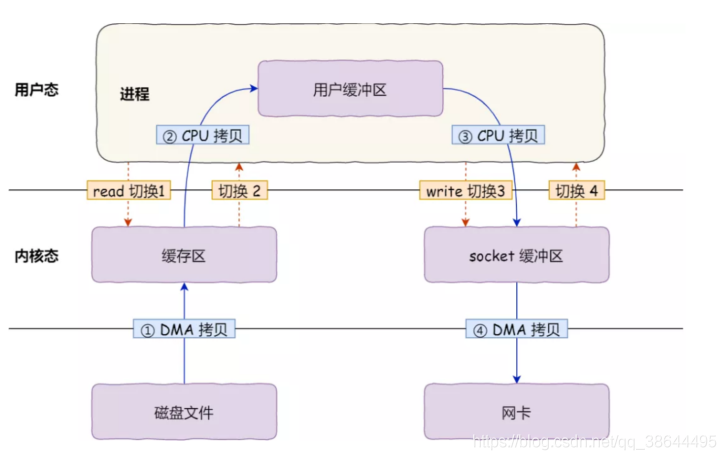 用户态
进程
用户缓冲区
② CPU 拷贝
③ CPU 拷贝
read 切换1
切换 2
write 切换3
切换 4
内核态
缓存区
socket 缓冲区
① DMA 拷贝
④ DMA 拷贝
磁盘文件
网卡
https://blog.csdn.net/qq_38644495